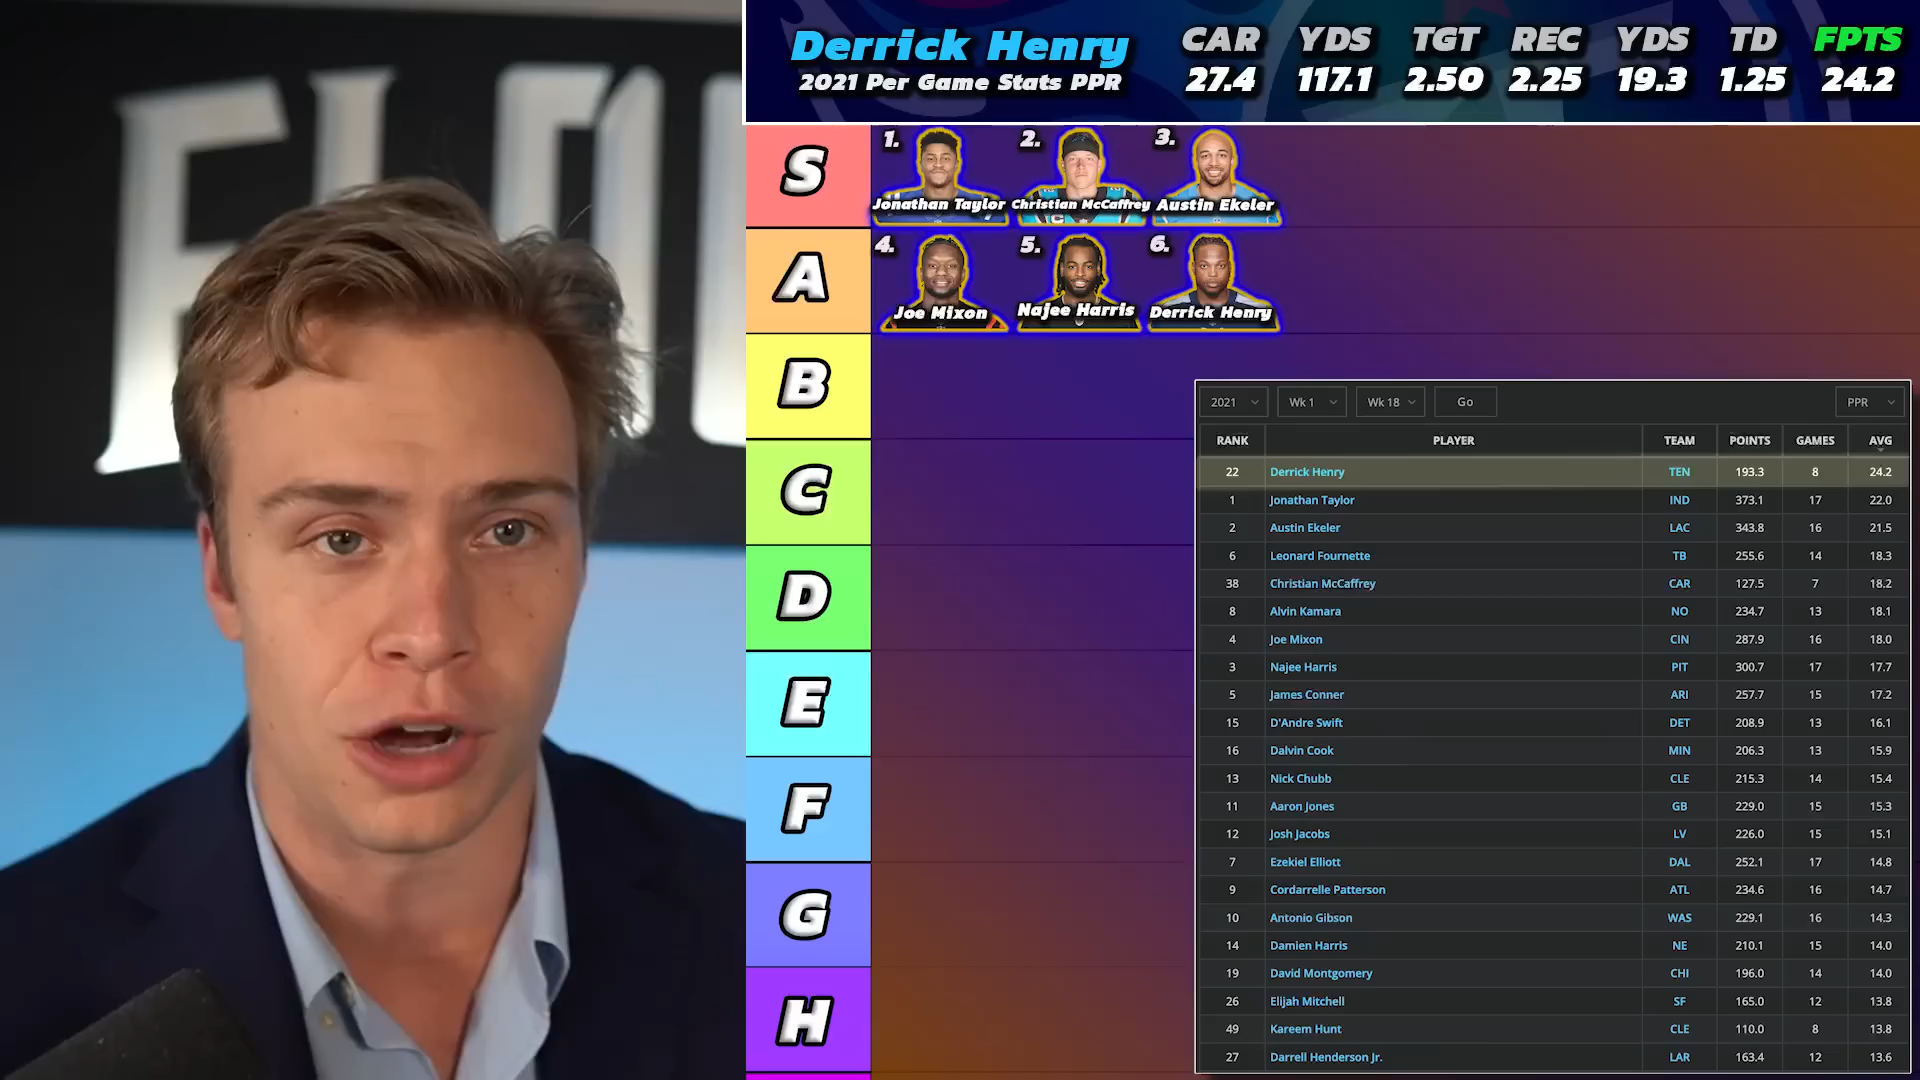 Derrick Henry
2021 Per Game Stats PPR
CAR YDS TGT REC YDS TD FPTS
27.4 117.1 2.50 2.25 19.3 1.25 24.2
S
1. 2. 3.
Jonathan Taylor Christian McCaffrey Austin Ekeler
A
4. 5. 6.
Joe Mixon Najee Harris Derrick Henry
B
C
D
E
F
G
H
2021 Wk 1 Wk 18 Go PPR
RANK PLAYER TEAM POINTS GAMES AVG
22 Derrick Henry TEN 193.3 8 24.2
1 Jonathan Taylor IND 373.1 17 22.0
2 Austin Ekeler LAC 343.8 16 21.5
6 Leonard Fournette TB 255.6 14 18.3
38 Christian McCaffrey CAR 127.5 7 18.2
8 Alvin Kamara NO 234.7 13 18.1
4 Joe Mixon CIN 287.9 16 18.0
3 Najee Harris PIT 300.7 17 17.7
5 James Conner ARI 257.7 15 17.2
15 D'Andre Swift DET 208.9 13 16.1
16 Dalvin Cook MIN 206.3 13 15.9
13 Nick Chubb CLE 215.3 14 15.4
11 Aaron Jones GB 229.0 15 15.3
12 Josh Jacobs LV 226.0 15 15.1
7 Ezekiel Elliott DAL 252.1 17 14.8
9 Cordarrelle Patterson ATL 234.6 16 14.7
10 Antonio Gibson WAS 229.1 16 14.3
14 Damien Harris NE 210.1 15 14.0
19 David Montgomery CHI 196.0 14 14.0
26 Elijah Mitchell SF 165.0 12 13.8
49 Kareem Hunt CLE 110.0 8 13.8
27 Darrell Henderson Jr. LAR 163.4 12 13.6